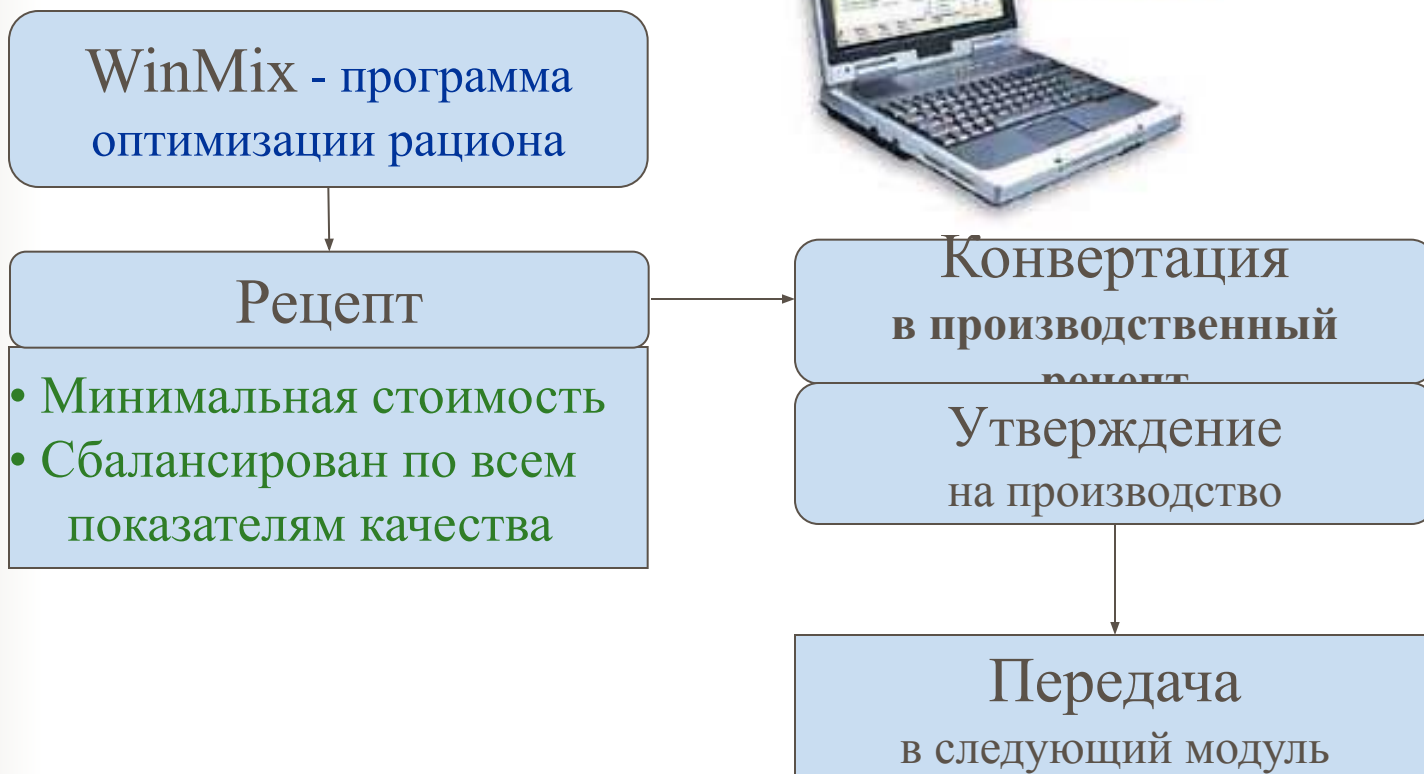 WinMix - программа
оптимизации рациона
Рецепт
• Минимальная стоимость
• Сбалансирован по всем
показателям качества
Конвертация
в производственный
рецепт
Утверждение
на производство
Передача
в следующий модуль